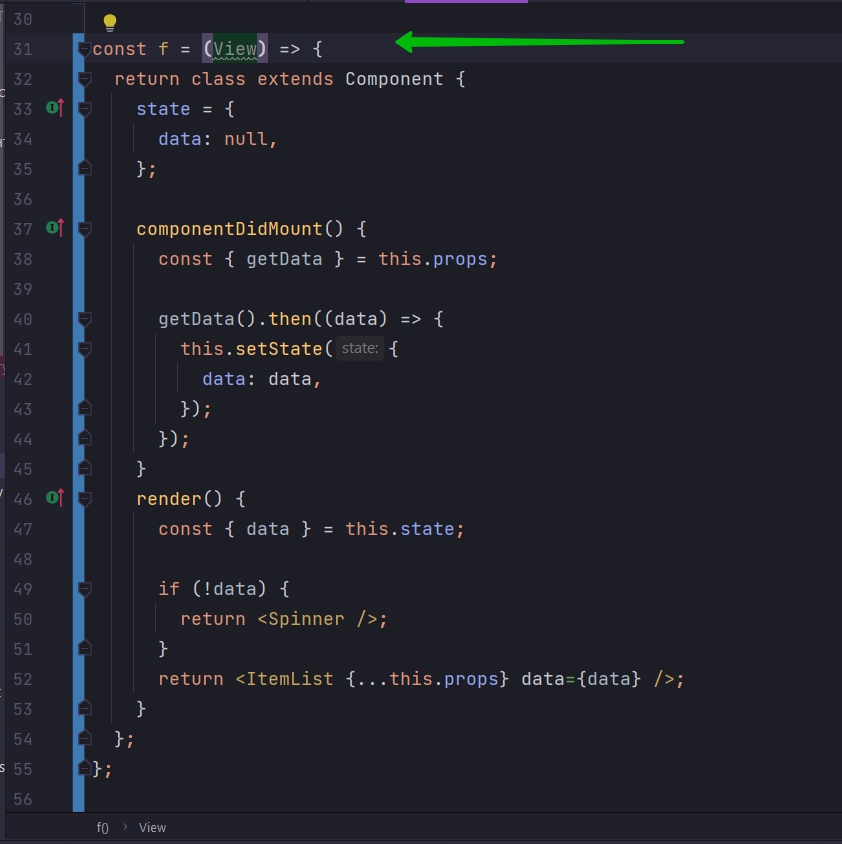 30
31 const f = (View) => {
32 return class extends Component {
33 state = {
34 data: null,
35 };
36
37 componentDidMount() {
38 const { getData } = this.props;
39
40 getData().then((data) => {
41 this.setState( state: {
42 data: data,
43 });
44 });
45 }
46 render() {
47 const { data } = this.state;
48
49 if (!data) {
50 return <Spinner />;
51 }
52 return <ItemList {...this.props} data={data} />;
53 }
54 };
55 };
56
f() › View